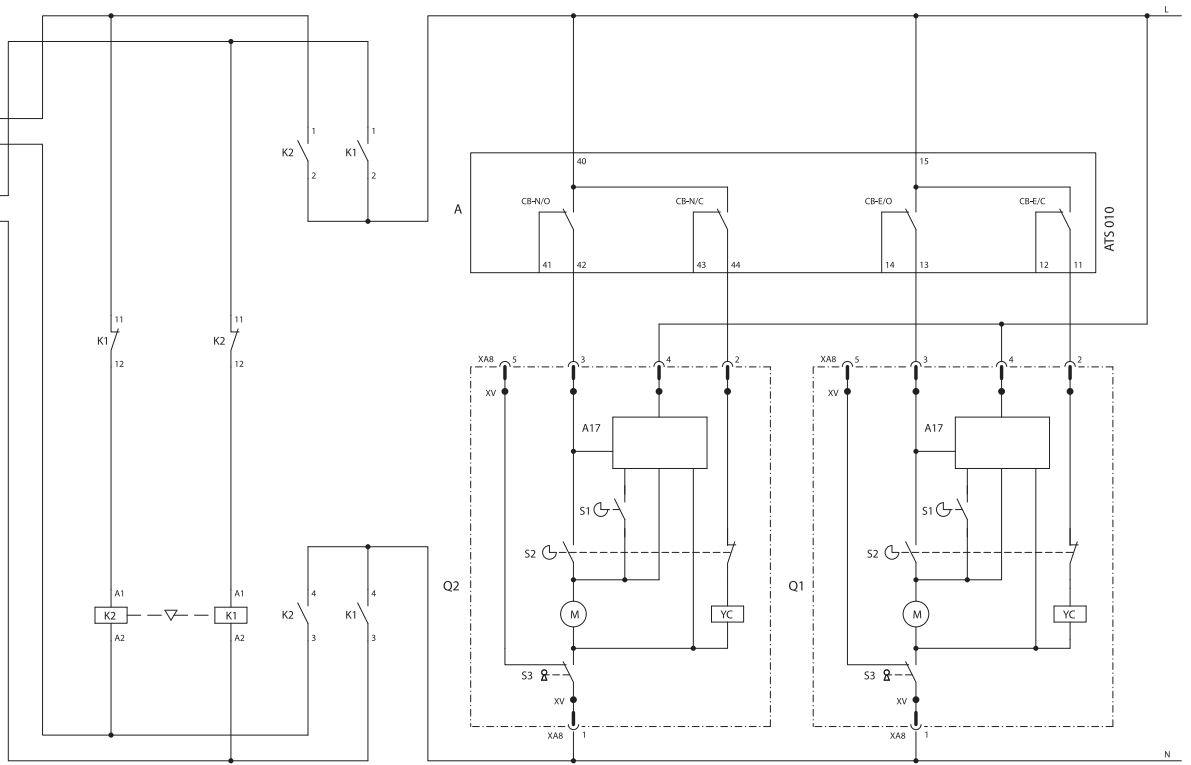 L
1 1
K2 K1
2 2
40 15
A
CB-N/O CB-N/C CB-E/O CB-E/C
ATS 010
41 42 43 44 14 13 12 11
11 11
K1 K2
12 12
XA8 5 3 4 2 XA8 5 3 4 2
XV XV
A17 A17
S1 S1
S2 S2
Q2 Q1
A1 A1 4 4
K2 K1 K2 K1 M YC M YC
A2 A2 3 3
S3 S3
XV XV
XA8 1 XA8 1
N